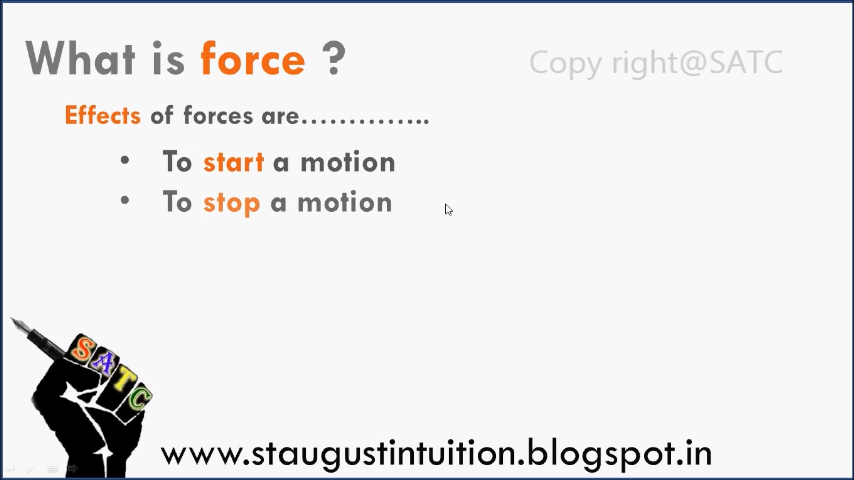 What is force ?
Copy right@SATC
Effects of forces are…………..
• To start a motion
• To stop a motion
SATC
www.staugustintuition.blogspot.in